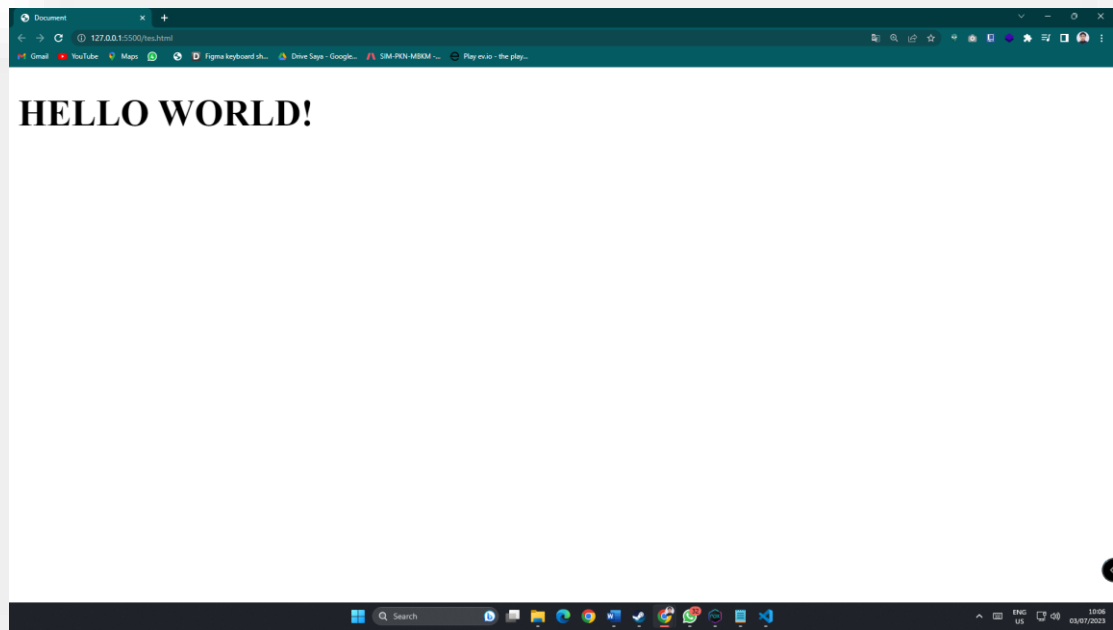 Document
127.0.0.1:5500/tes.html
Gmail YouTube Maps Figma keyboard sh... Drive Saya - Google... SIM-PKN-MBKM -... Play ev.io - the play...
HELLO WORLD!
Search
ENG
US
10:06
03/07/2023